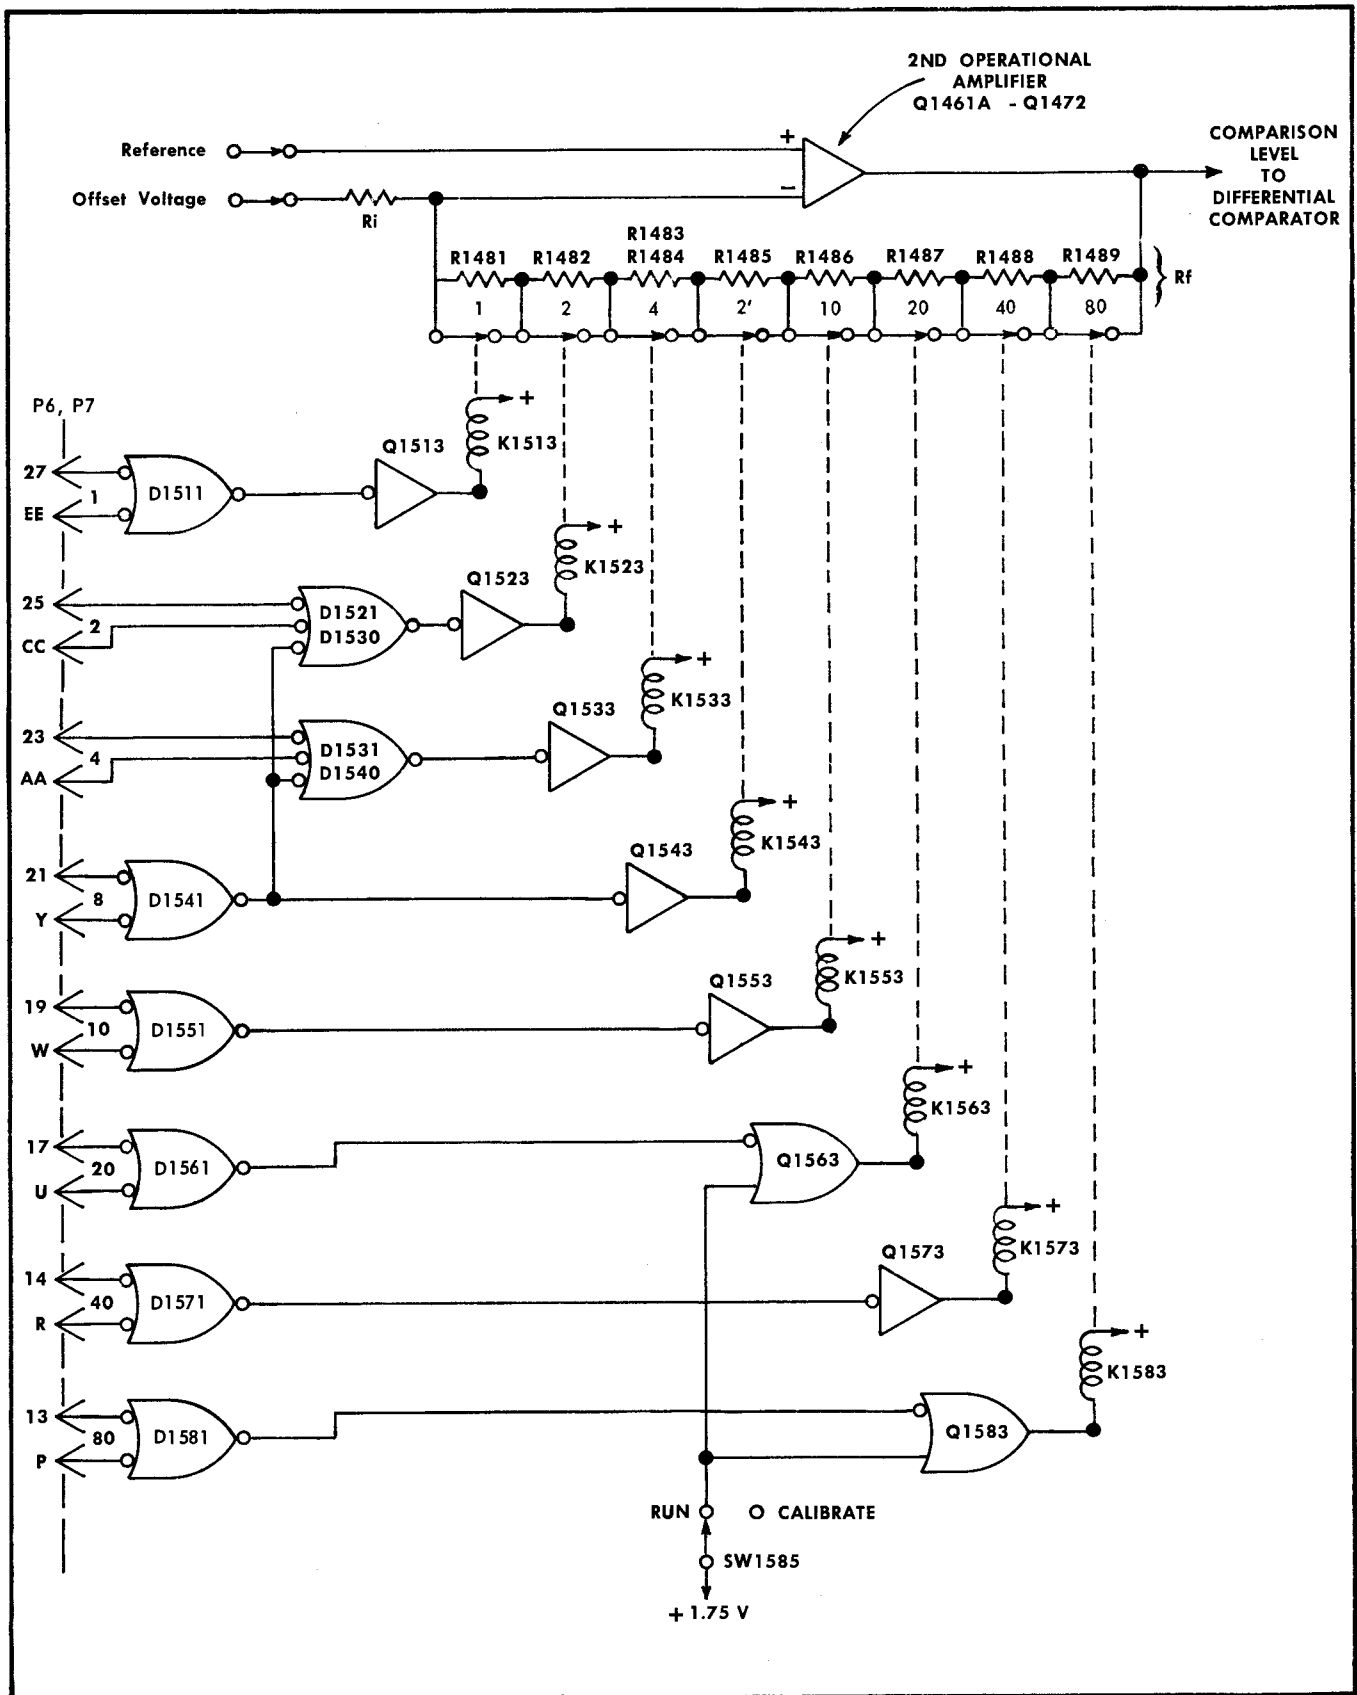 2ND OPERATIONAL
AMPLIFIER
Q1461A - Q1472
Reference
+
COMPARISON
LEVEL
TO
DIFFERENTIAL
COMPARATOR
Offset Voltage
Ri
−
R1481
R1482
R1483
R1484
R1485
R1486
R1487
R1488
R1489
Rf
1
2
4
2'
10
20
40
80
P6, P7
27
1
EE
D1511
Q1513
K1513
+
25
2
CC
D1521
D1530
Q1523
K1523
+
23
4
AA
D1531
D1540
Q1533
K1533
+
21
8
Y
D1541
Q1543
K1543
+
19
10
W
D1551
Q1553
K1553
+
17
20
U
D1561
Q1563
K1563
+
14
40
R
D1571
Q1573
K1573
+
13
80
P
D1581
Q1583
K1583
+
RUN
CALIBRATE
SW1585
+ 1.75 V